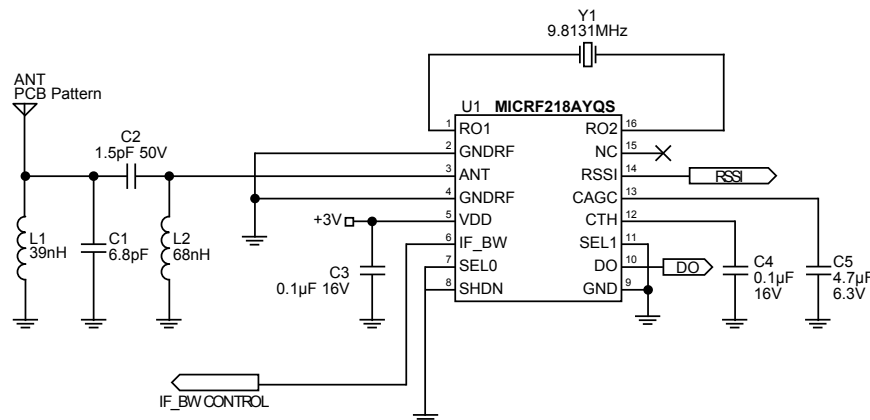 Y1
9.8131MHz
ANT
PCB Pattern
U1 MICRF218AYQS
C2
1.5pF 50V
1 RO1 RO2 16
2 GNDRF NC 15
3 ANT RSSI 14 RSSI
4 GNDRF CAGC 13
+3V 5 VDD CTH 12
6 IF_BW SEL1 11
7 SEL0 DO 10 DO
8 SHDN GND 9
L1
39nH
C1
6.8pF
L2
68nH
C3
0.1µF 16V
C4
0.1µF
16V
C5
4.7µF
6.3V
IF_BW CONTROL